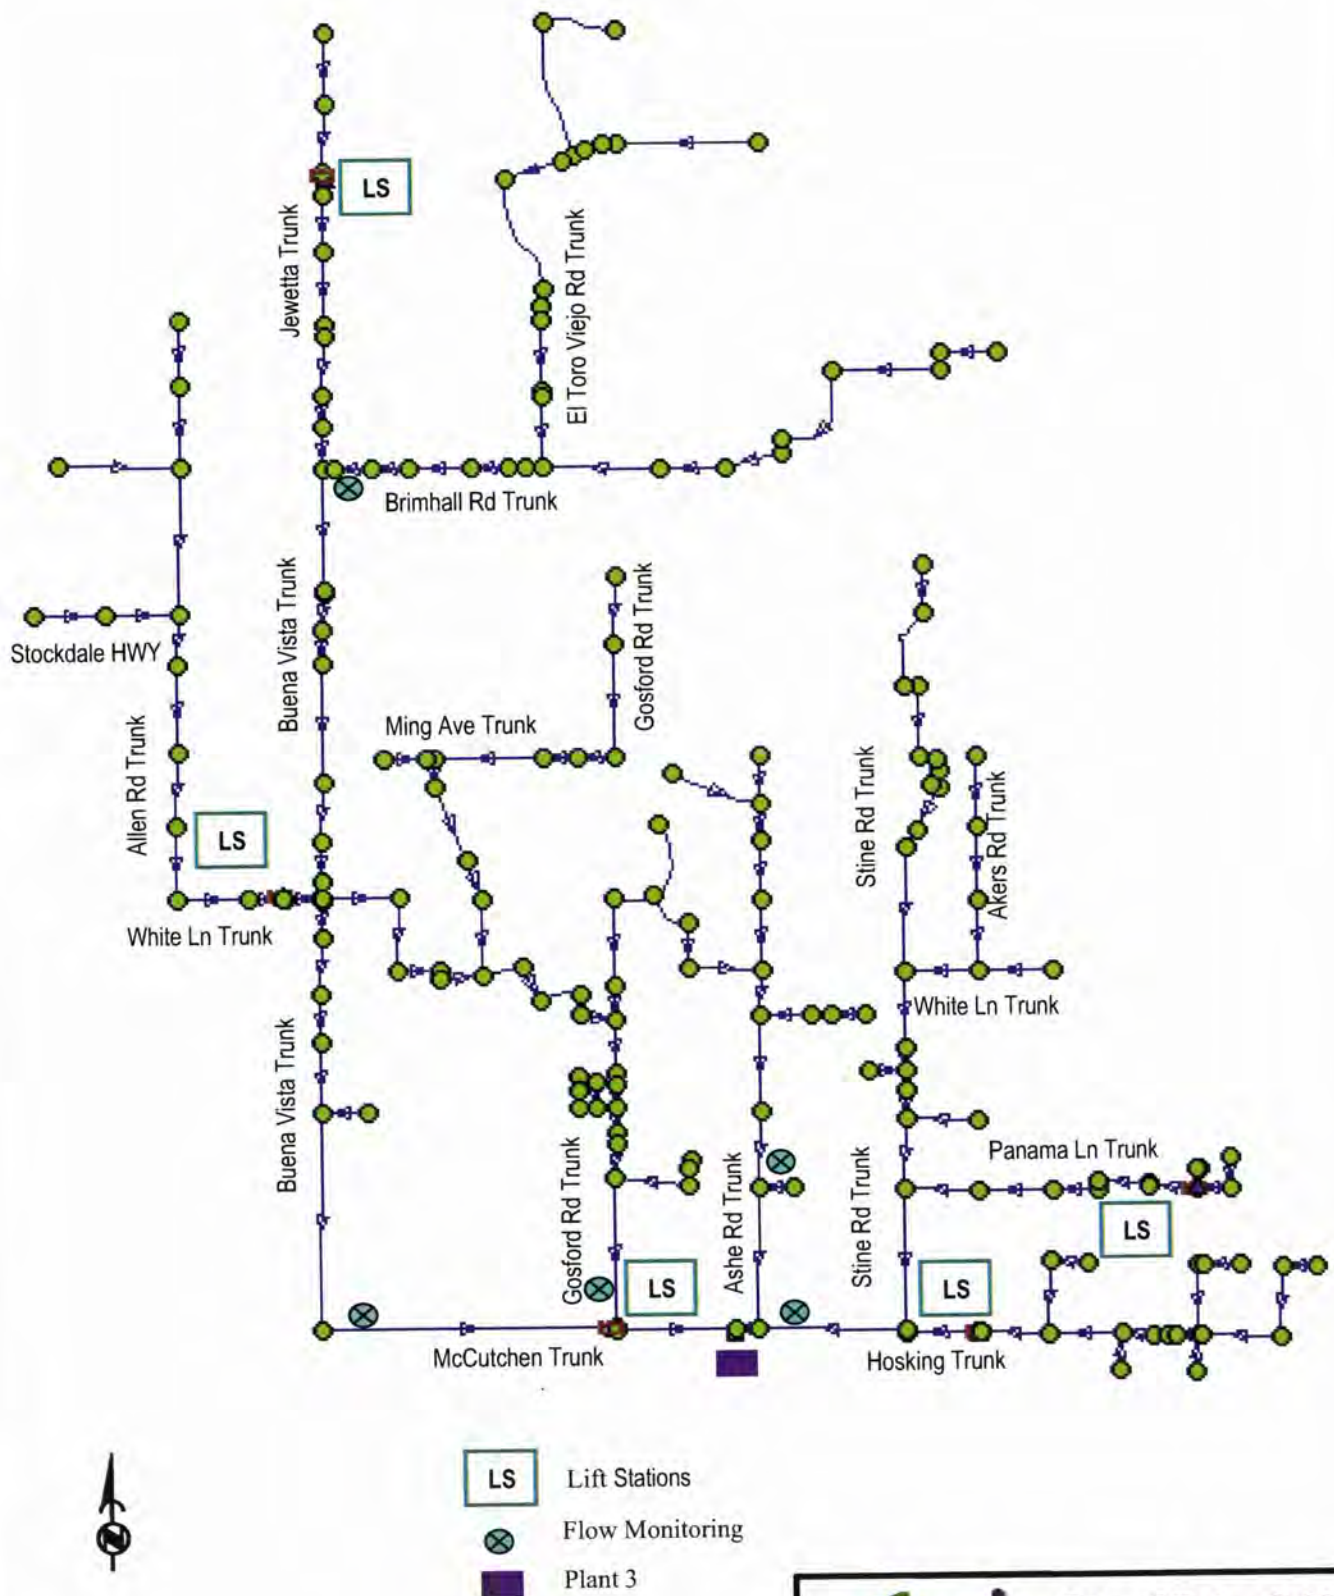 LS
Jewetta Trunk
El Toro Viejo Rd Trunk
Brimhall Rd Trunk
Stockdale HWY
Buena Vista Trunk
Gosford Rd Trunk
Ming Ave Trunk
Allen Rd Trunk
LS
Stine Rd Trunk
Akers Rd Trunk
White Ln Trunk
White Ln Trunk
Buena Vista Trunk
Panama Ln Trunk
Gosford Rd Trunk
Ashe Rd Trunk
Stine Rd Trunk
LS
LS
LS
McCutchen Trunk
Hosking Trunk
N
LS Lift Stations
Flow Monitoring
Plant 3